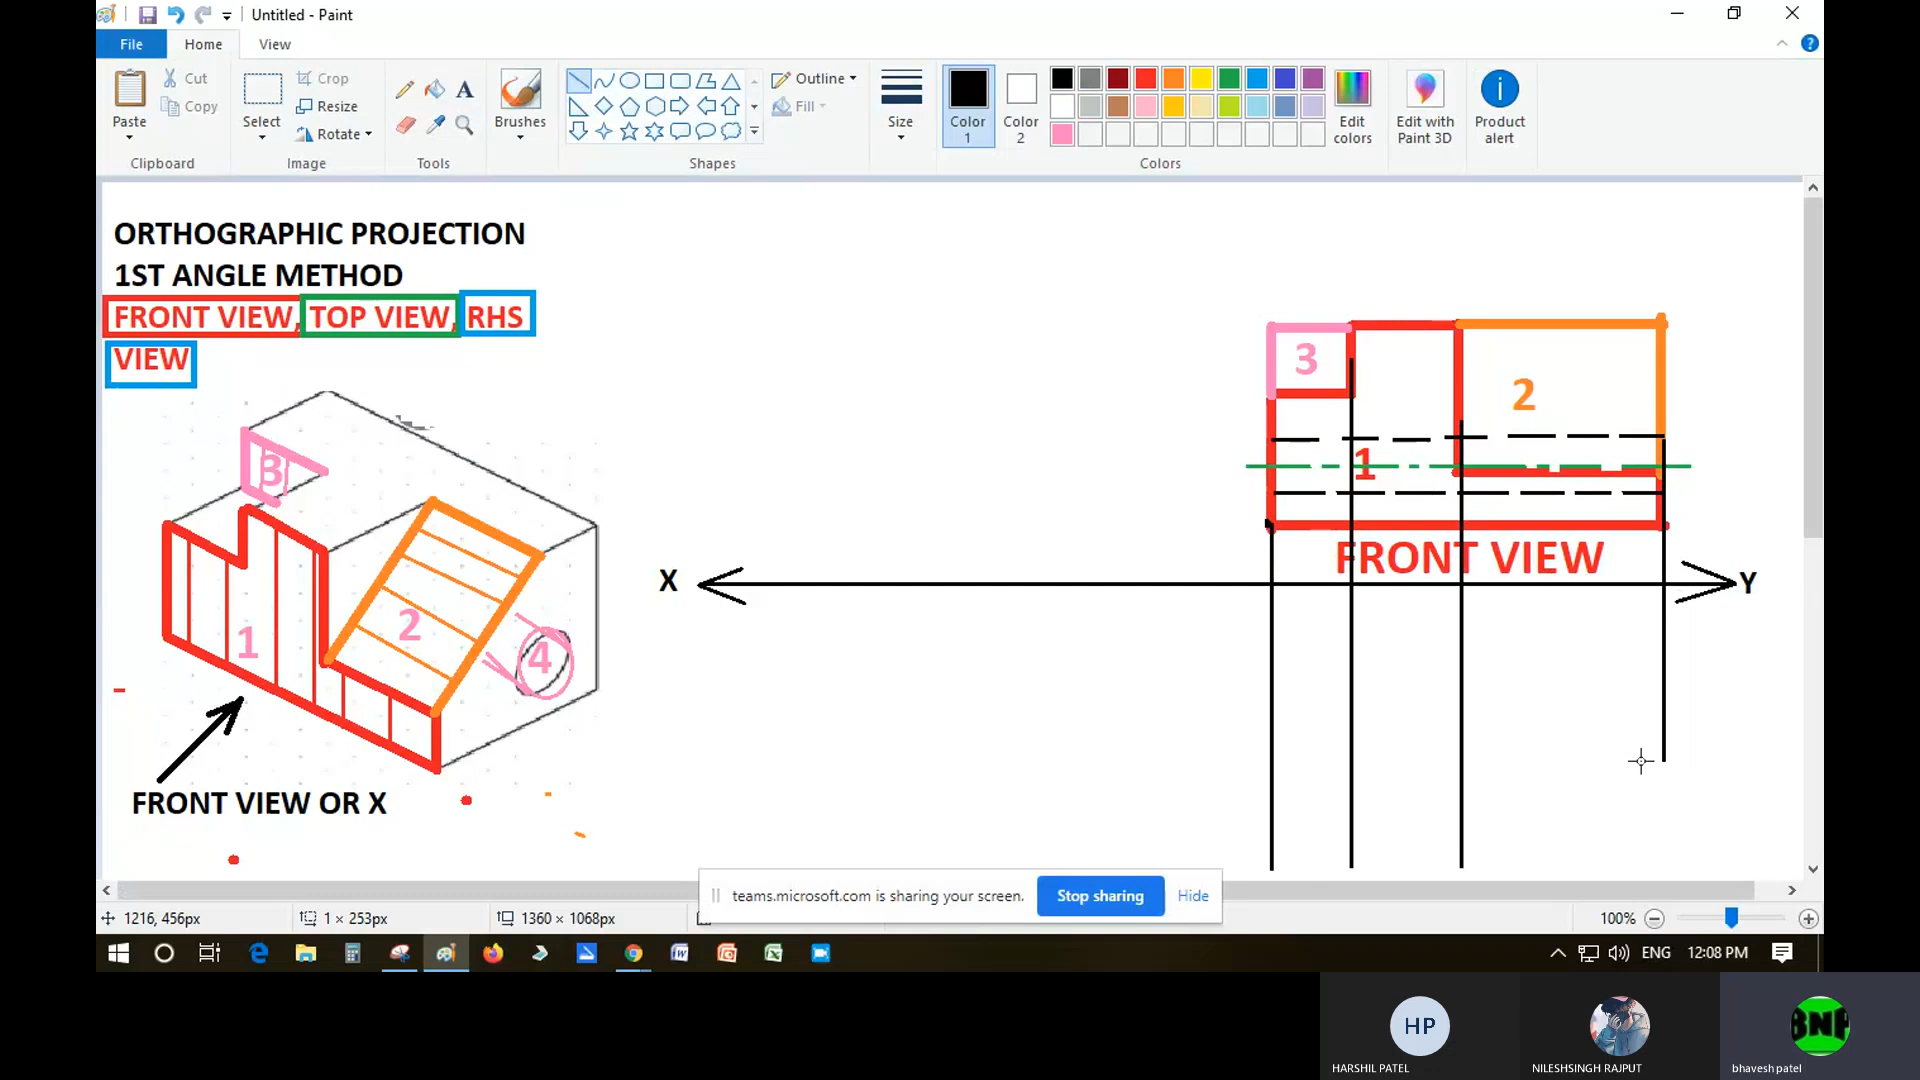 Untitled - Paint
File Home View
Paste Cut Copy Clipboard
Select Crop Resize Rotate Image
Tools
Brushes
Outline Fill Shapes
Size
Color 1
Color 2
Edit colors
Colors
Edit with Paint 3D
Product alert
ORTHOGRAPHIC PROJECTION
1ST ANGLE METHOD
FRONT VIEW, TOP VIEW, RHS
VIEW
3
1
2
4
FRONT VIEW OR X
3
2
1
FRONT VIEW
X
Y
teams.microsoft.com is sharing your screen. Stop sharing Hide
1216, 456px 1 × 253px 1360 × 1068px 100%
ENG 12:08 PM
HP
BNP
HARSHIL PATEL NILESHSINGH RAJPUT bhavesh patel